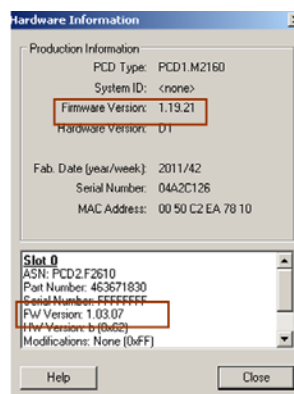 Hardware Information
Production Information
PCD Type: PCD1.M2160
System ID: <none>
Firmware Version: 1.19.21
Hardware Version: D1
Fab. Date (year/week): 2011/42
Serial Number: 04A2C126
MAC Address: 00 50 C2 EA 78 10
Slot 0
ASN: PCD2.F2610
Part Number: 463671830
Serial Number: FFFFFFFF
FW Version: 1.03.07
HW Version: b (0x62)
Modifications: None (0xFF)
Help
Close